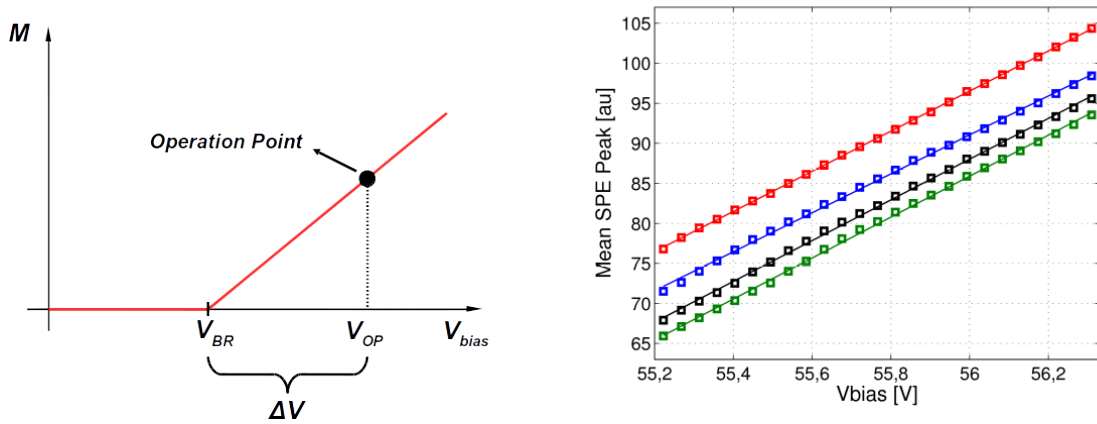 M
Operation Point
V_BR
V_OP
V_bias
ΔV
Mean SPE Peak [au]
105
100
95
90
85
80
75
70
65
55,2
55,4
55,6
55,8
56
56,2
Vbias [V]